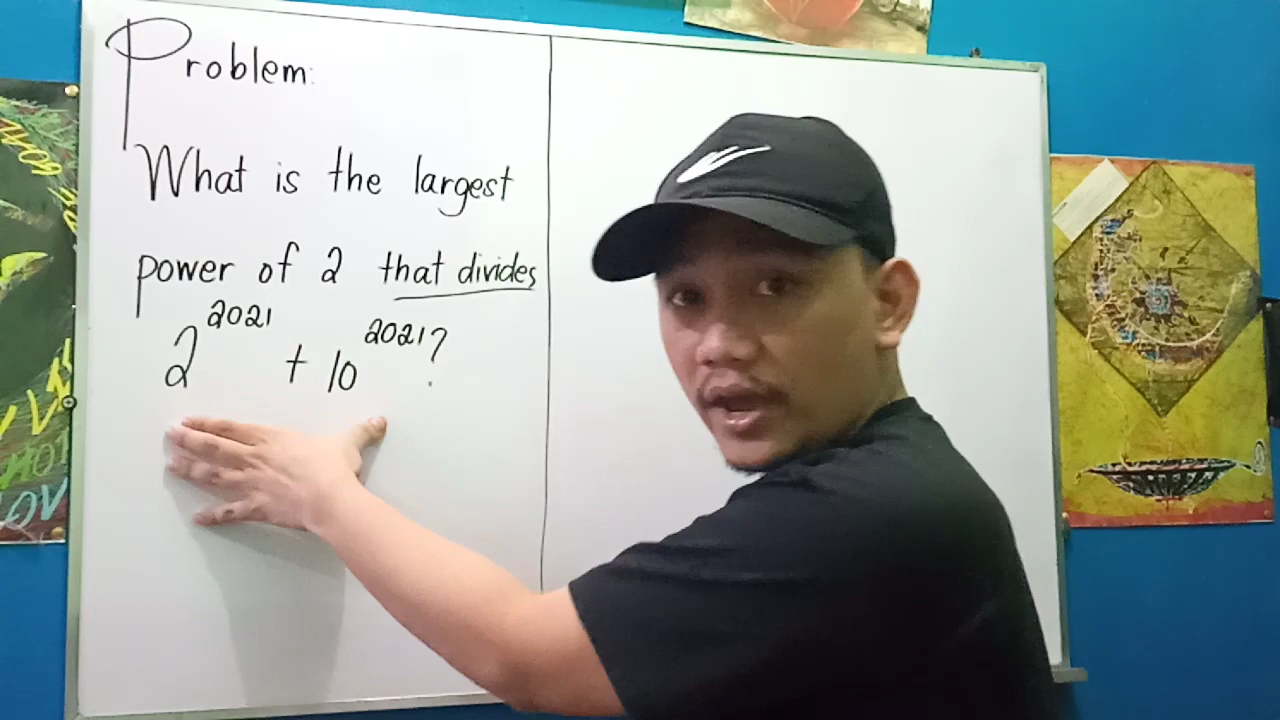 Problem:
What is the largest
power of 2 that divides
2^2021 + 10^2021?